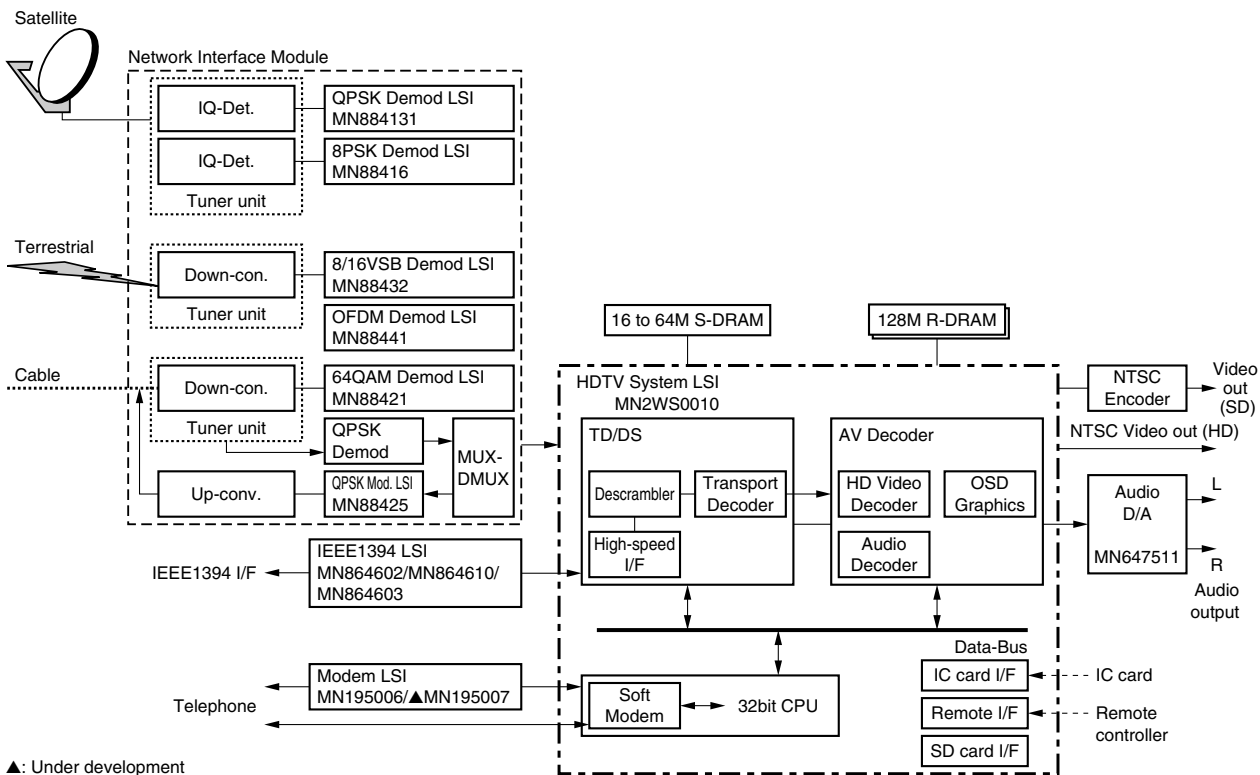 Satellite
Network Interface Module
IQ-Det.
QPSK Demod LSI
MN884131
IQ-Det.
8PSK Demod LSI
MN88416
Tuner unit
Terrestrial
Down-con.
8/16VSB Demod LSI
MN88432
Tuner unit
OFDM Demod LSI
MN88441
Cable
Down-con.
64QAM Demod LSI
MN88421
Tuner unit
QPSK
Demod
MUX-
DMUX
Up-conv.
QPSK Mod. LSI
MN88425
16 to 64M S-DRAM
128M R-DRAM
HDTV System LSI
MN2WS0010
TD/DS
Descrambler
Transport
Decoder
High-speed
I/F
AV Decoder
HD Video
Decoder
OSD
Graphics
Audio
Decoder
NTSC
Encoder
Video
out
(SD)
NTSC Video out (HD)
Audio
D/A
MN647511
L
R
Audio
output
IEEE1394 I/F
IEEE1394 LSI
MN864602/MN864610/
MN864603
Data-Bus
Telephone
Modem LSI
MN195006/▲MN195007
Soft
Modem
32bit CPU
IC card I/F
IC card
Remote I/F
Remote
controller
SD card I/F
▲: Under development